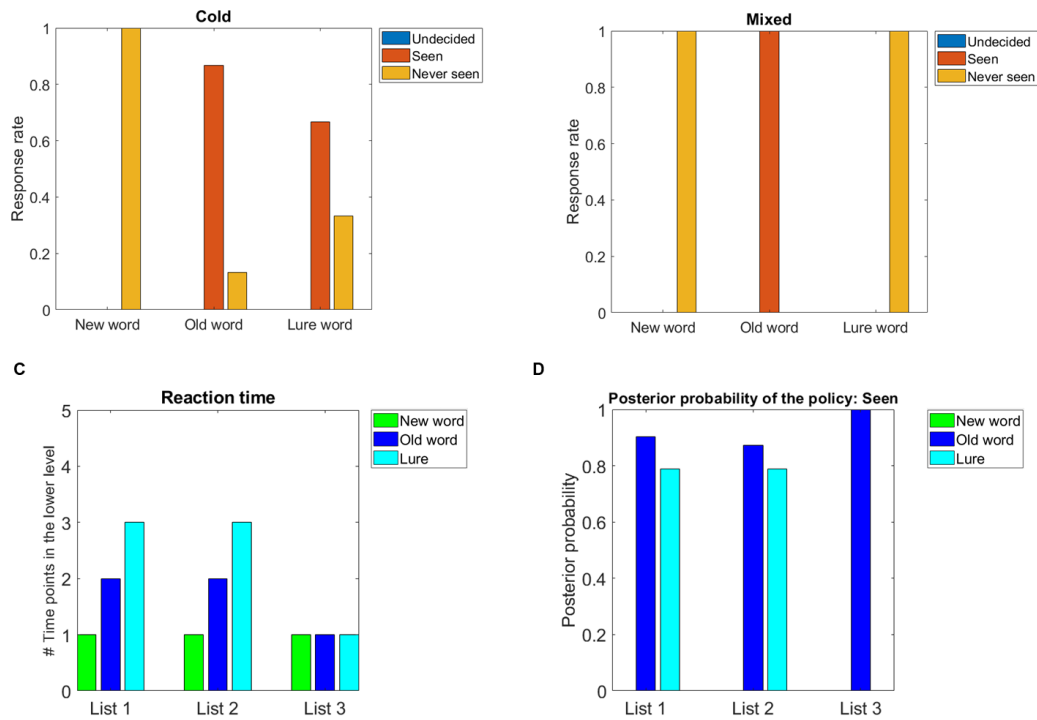 Cold
Response rate
1
0.8
0.6
0.4
0.2
0
New word
Old word
Lure word
Undecided
Seen
Never seen
Mixed
Response rate
1
0.8
0.6
0.4
0.2
0
New word
Old word
Lure word
Undecided
Seen
Never seen
C
Reaction time
# Time points in the lower level
5
4
3
2
1
0
List 1
List 2
List 3
New word
Old word
Lure
D
Posterior probability of the policy: Seen
Posterior probability
1
0.8
0.6
0.4
0.2
0
List 1
List 2
List 3
New word
Old word
Lure